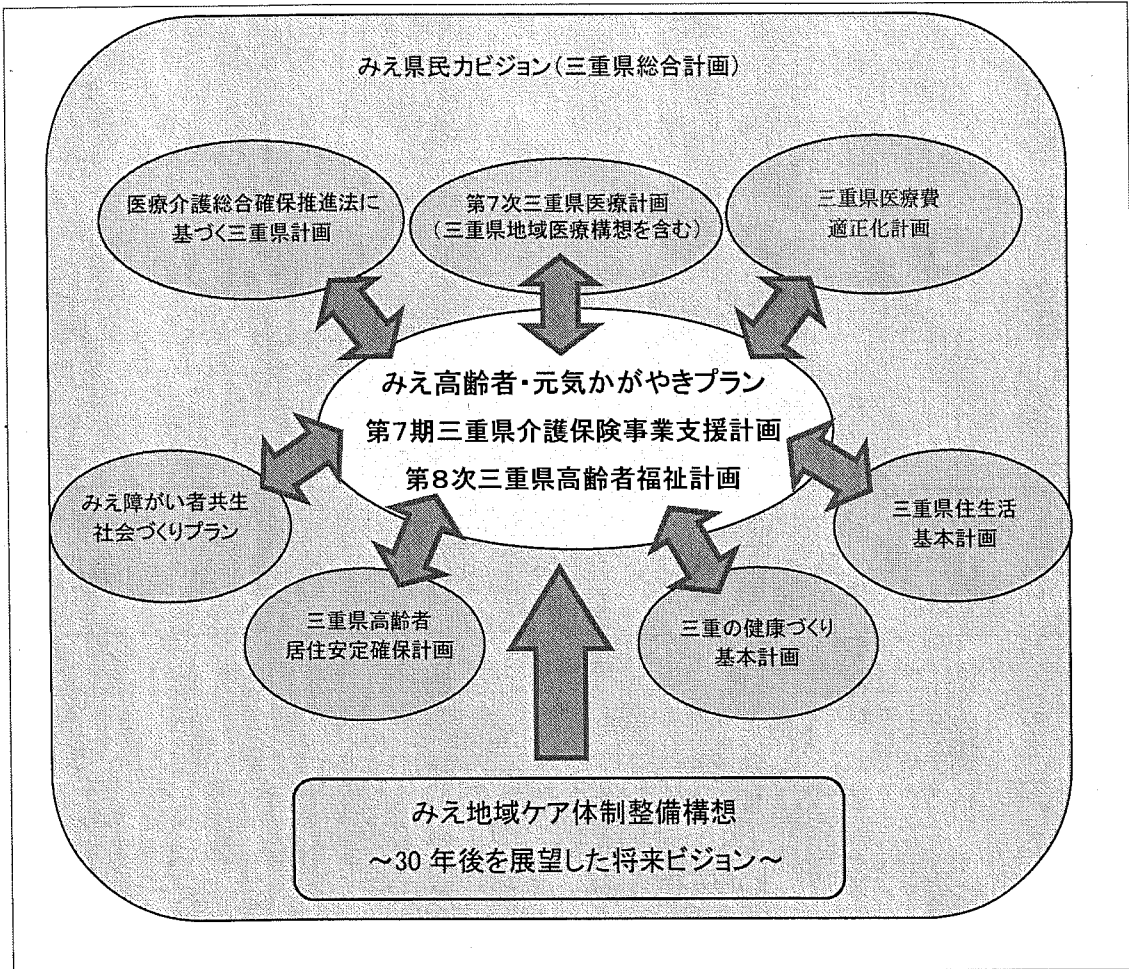 みえ県民力ビジョン(三重県総合計画)
医療介護総合確保推進法に
基づく三重県計画
第7次三重県医療計画
(三重県地域医療構想を含む)
三重県医療費
適正化計画
みえ高齢者・元気かがやきプラン
第7期三重県介護保険事業支援計画
第8次三重県高齢者福祉計画
みえ障がい者共生
社会づくりプラン
三重県住生活
基本計画
三重県高齢者
居住安定確保計画
三重の健康づくり
基本計画
みえ地域ケア体制整備構想
～30年後を展望した将来ビジョン～